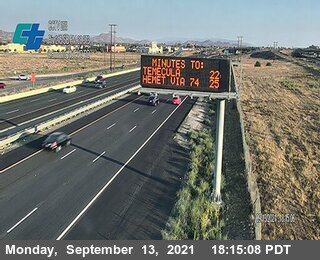 MINUTES TO:
TEMECULA 22
HEMET VIA 74 25
Monday, September 13, 2021 18:15:08 PDT